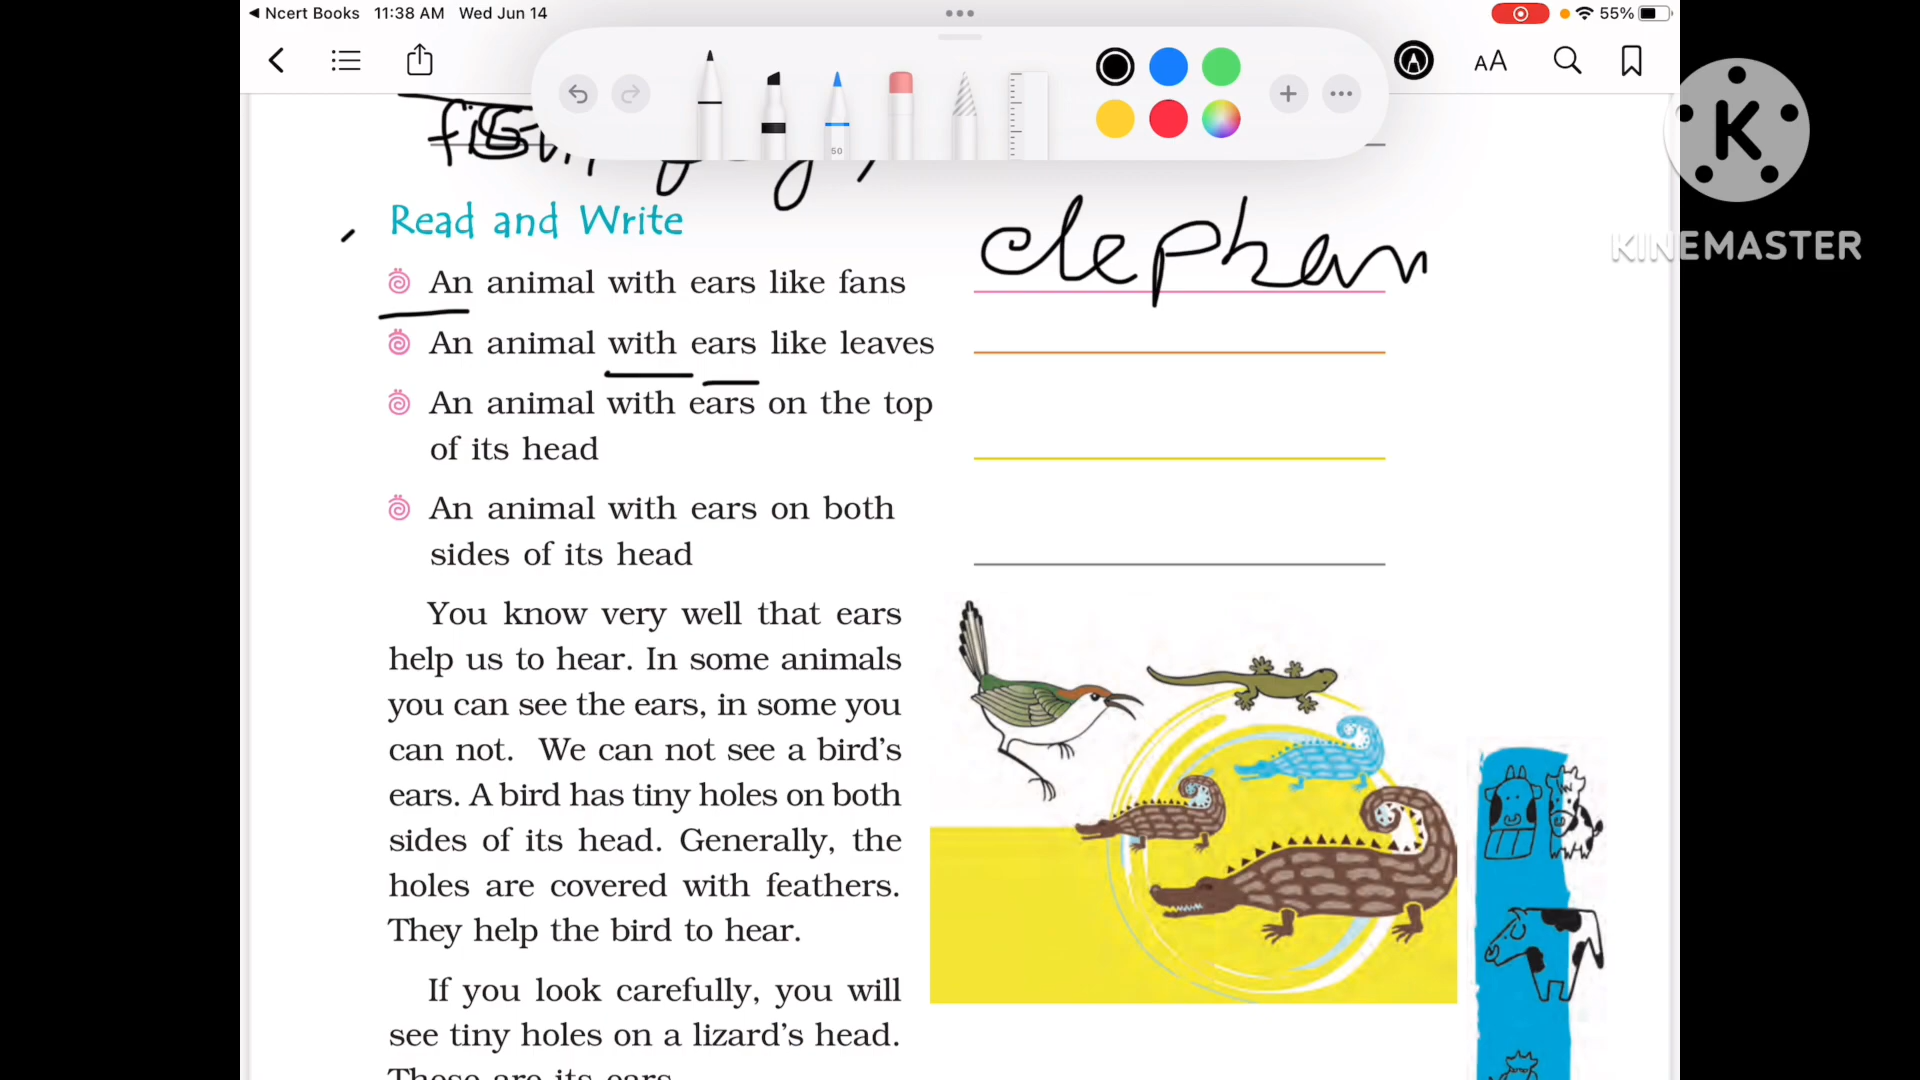 Ncert Books 11:38 AM Wed Jun 14 55%
AA
50
K
KINEMASTER
Read and Write
An animal with ears like fans elephan
An animal with ears like leaves
An animal with ears on the top
of its head
An animal with ears on both
sides of its head
You know very well that ears
help us to hear. In some animals
you can see the ears, in some you
can not. We can not see a bird's
ears. A bird has tiny holes on both
sides of its head. Generally, the
holes are covered with feathers.
They help the bird to hear.
If you look carefully, you will
see tiny holes on a lizard's head.
These are its ears